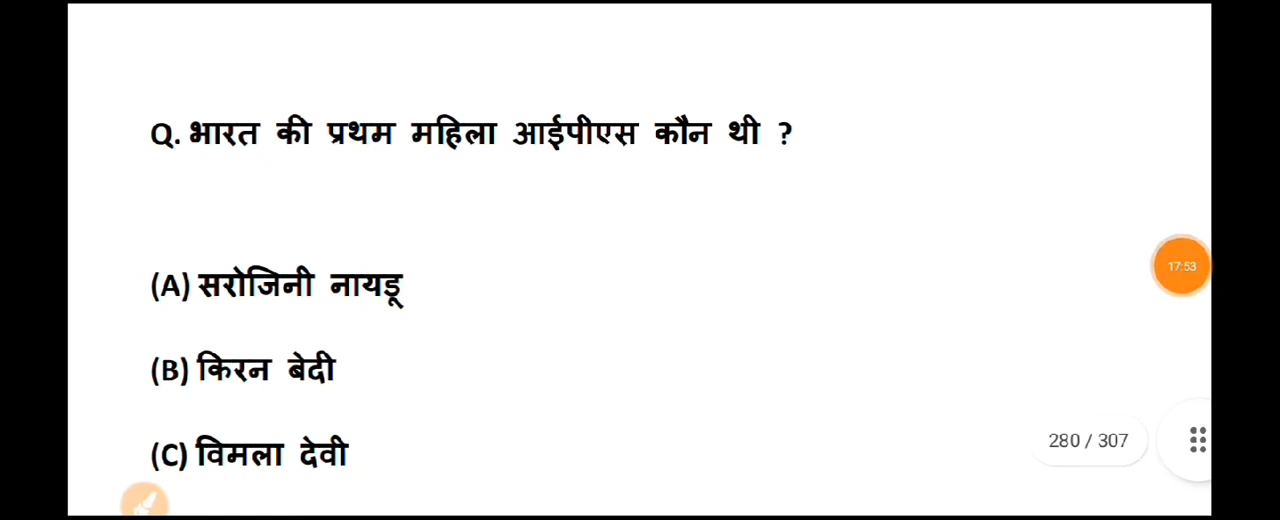 Q. भारत की प्रथम महिला आईपीएस कौन थी ?
(A) सरोजिनी नायडू
17:53
(B) किरन बेदी
280 / 307
(C) विमला देवी